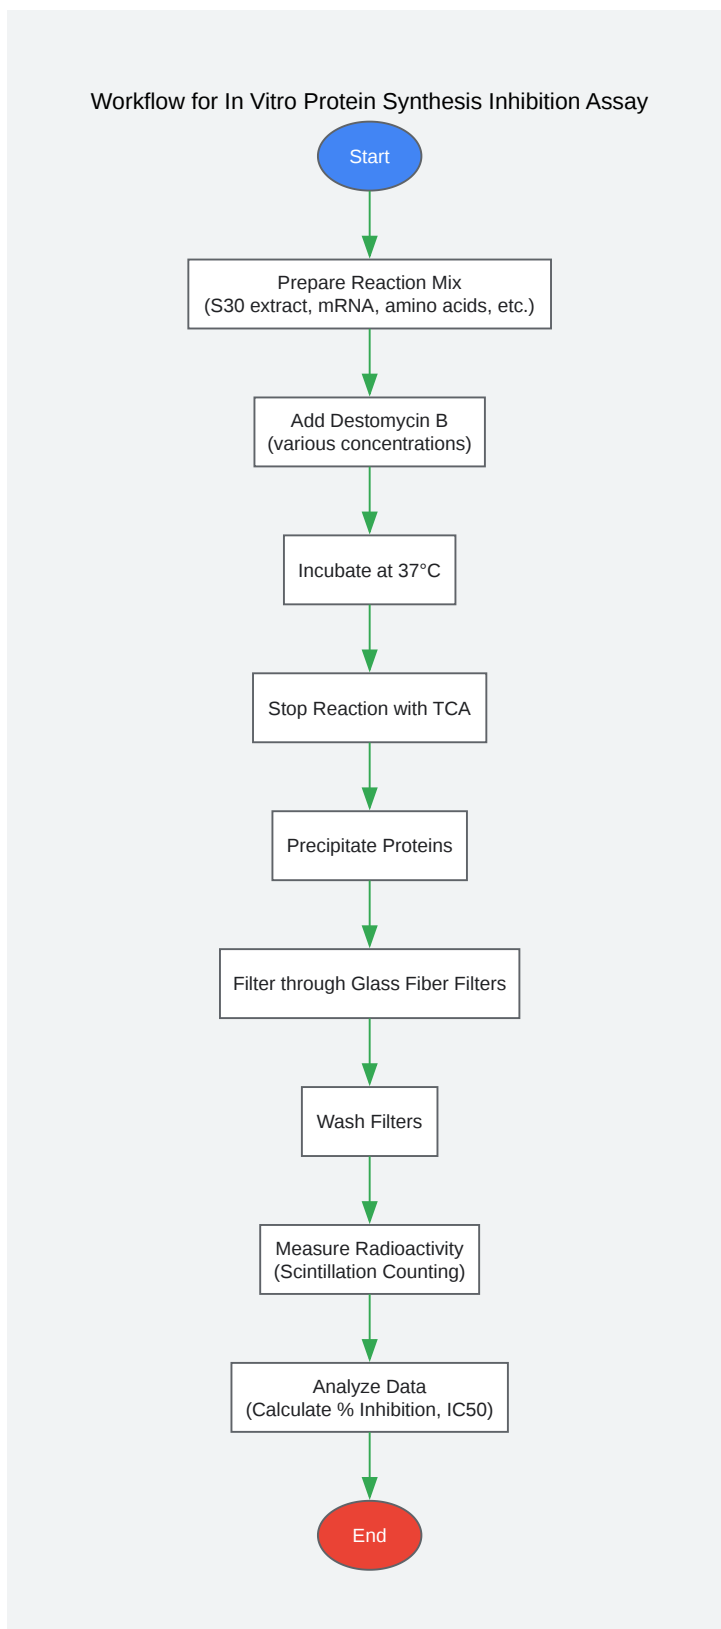 Workflow for In Vitro Protein Synthesis Inhibition Assay
Start
Prepare Reaction Mix
(S30 extract, mRNA, amino acids, etc.)
Add Destomycin B
(various concentrations)
Incubate at 37°C
Stop Reaction with TCA
Precipitate Proteins
Filter through Glass Fiber Filters
Wash Filters
Measure Radioactivity
(Scintillation Counting)
Analyze Data
(Calculate % Inhibition, IC50)
End